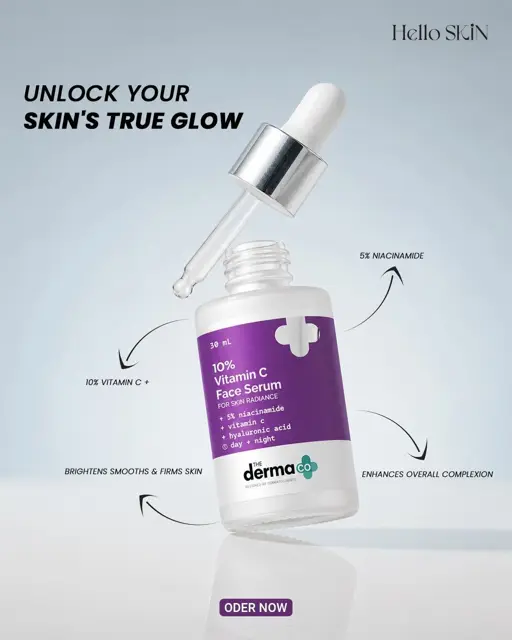 Hello SKiN
UNLOCK YOUR
SKIN'S TRUE GLOW
5% NIACINAMIDE
30 mL
10%
Vitamin C
Face Serum
FOR SKIN RADIANCE
+ 5% niacinamide
+ vitamin c
+ hyaluronic acid
day + night
THE
derma co
10% VITAMIN C +
BRIGHTENS SMOOTHS & FIRMS SKIN
ENHANCES OVERALL COMPLEXION
ODER NOW